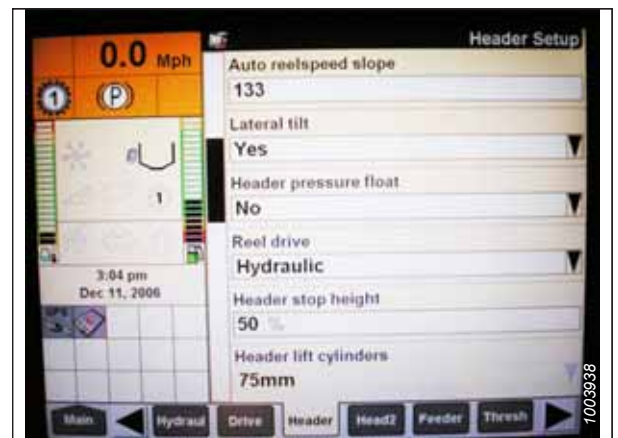 0.0 Mph
Header Setup
1
(P)
Auto reelspeed slope
133
Lateral tilt
Yes
1
Header pressure float
No
Reel drive
Hydraulic
3:04 pm
Dec 11, 2006
Header stop height
50 %
GPS
Header lift cylinders
75mm
Main
Hydraul
Drive
Header
Head2
Feeder
Thresh
1003938